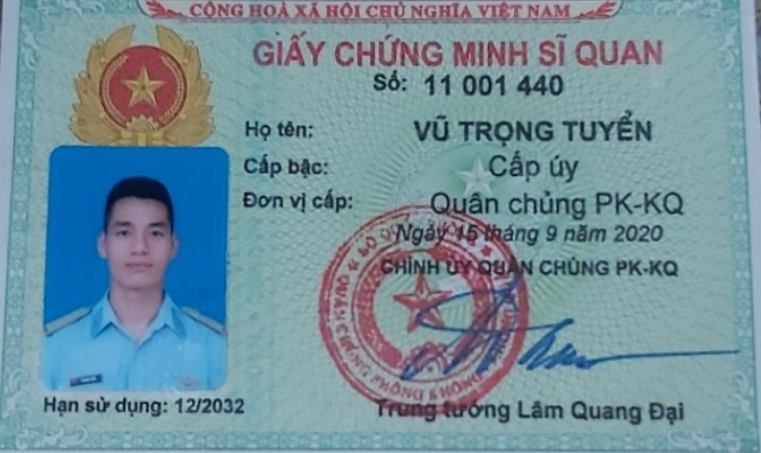 CỘNG HOÀ XÃ HỘI CHỦ NGHĨA VIỆT NAM
GIẤY CHỨNG MINH SĨ QUAN
Số: 11 001 440
Họ tên: VŨ TRỌNG TUYỂN
Cấp bậc: Cấp úy
Đơn vị cấp: Quân chủng PK-KQ
Ngày 15 tháng 9 năm 2020
CHÍNH ỦY QUÂN CHỦNG PK-KQ
Hạn sử dụng: 12/2032
Trung tướng Lâm Quang Đại